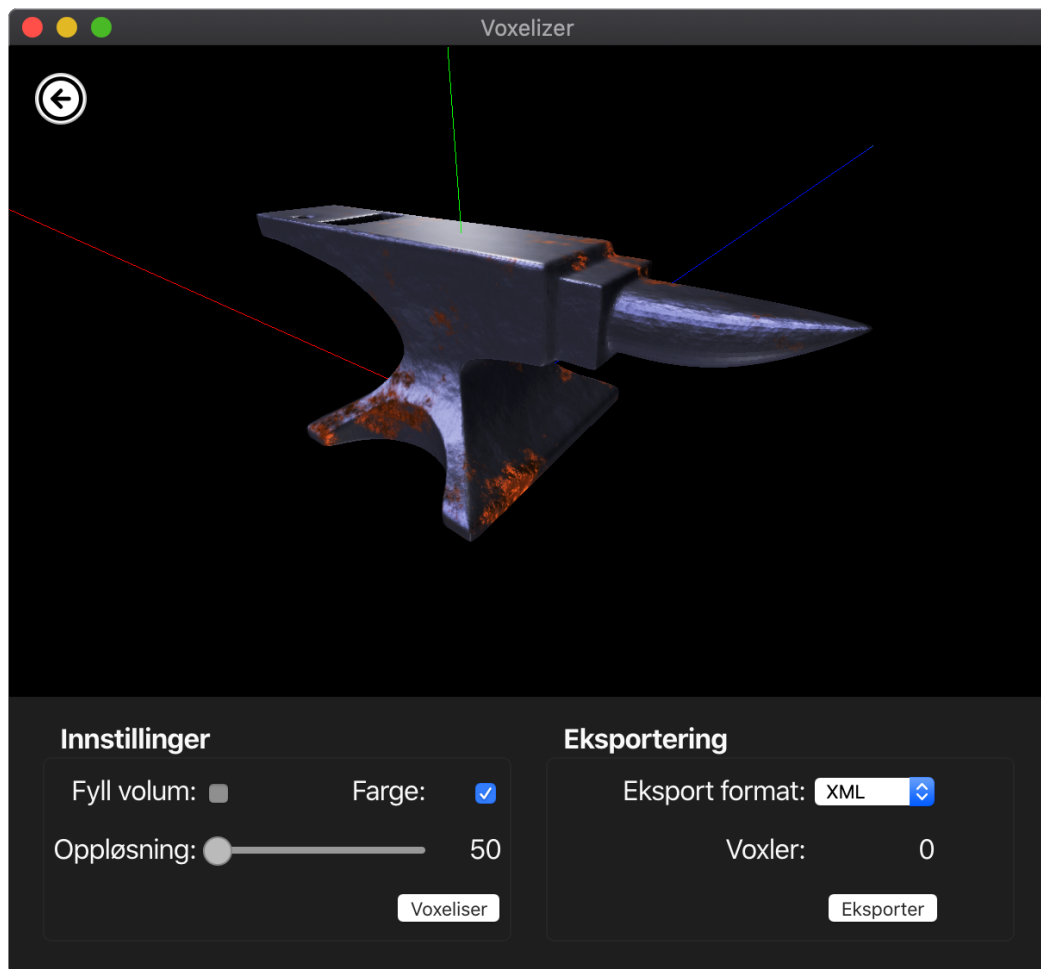 Voxelizer
Innstillinger
Fyll volum:
Farge:
Oppløsning:
50
Voxeliser
Eksportering
Eksport format:
XML
Voxler:
0
Eksporter